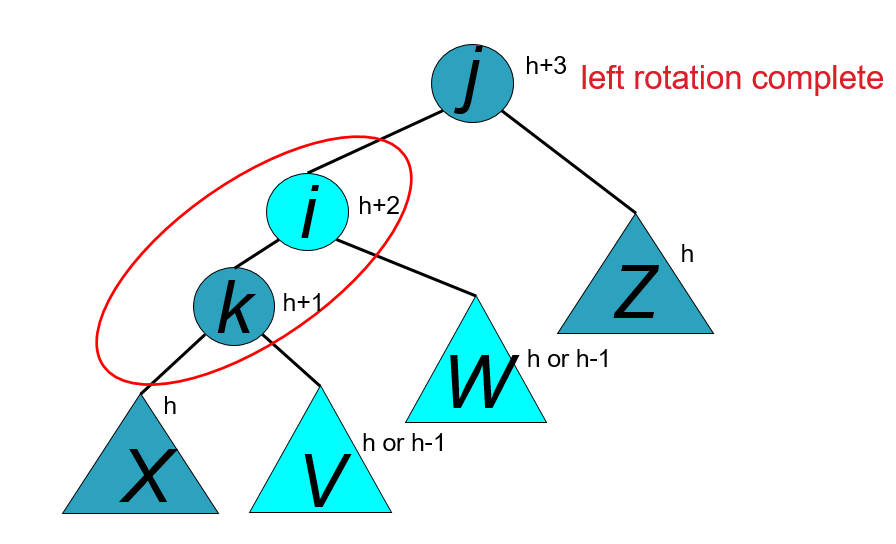 j
h+3
left rotation complete
i
h+2
k
h+1
Z
h
W
h or h-1
X
h
V
h or h-1